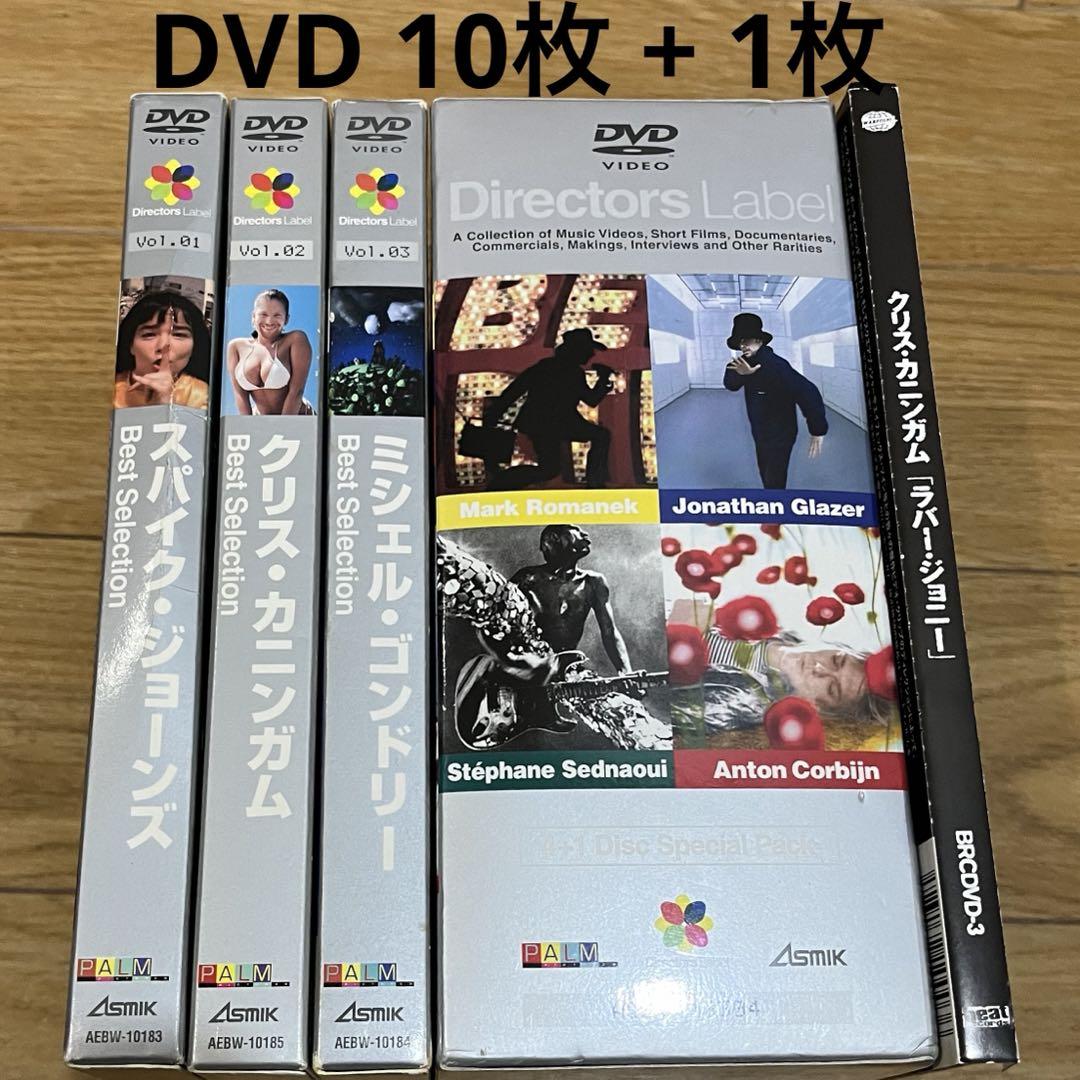 DVD 10枚 + 1枚
DVD
VIDEO
Directors Label
Vol.01
スパイク・ジョーンズ
Best Selection
PALM
ASMIK
AEBW-10183
DVD
VIDEO
Directors Label
Vol.02
クリス・カニンガム
Best Selection
PALM
ASMIK
AEBW-10185
DVD
VIDEO
Directors Label
Vol.03
ミシェル・ゴンドリー
Best Selection
PALM
ASMIK
AEBW-10184
DVD
VIDEO
Directors Label
A Collection of Music Videos, Short Films, Documentaries,
Commercials, Makings, Interviews and Other Rarities
BE
Mark Romanek
Jonathan Glazer
Stéphane Sednaoui
Anton Corbijn
4+1 Disc Special Pack
PALM
ASMIK
クリス・カニンガム「ラバー・ジョニー」
BRCDVD-3
beat
records